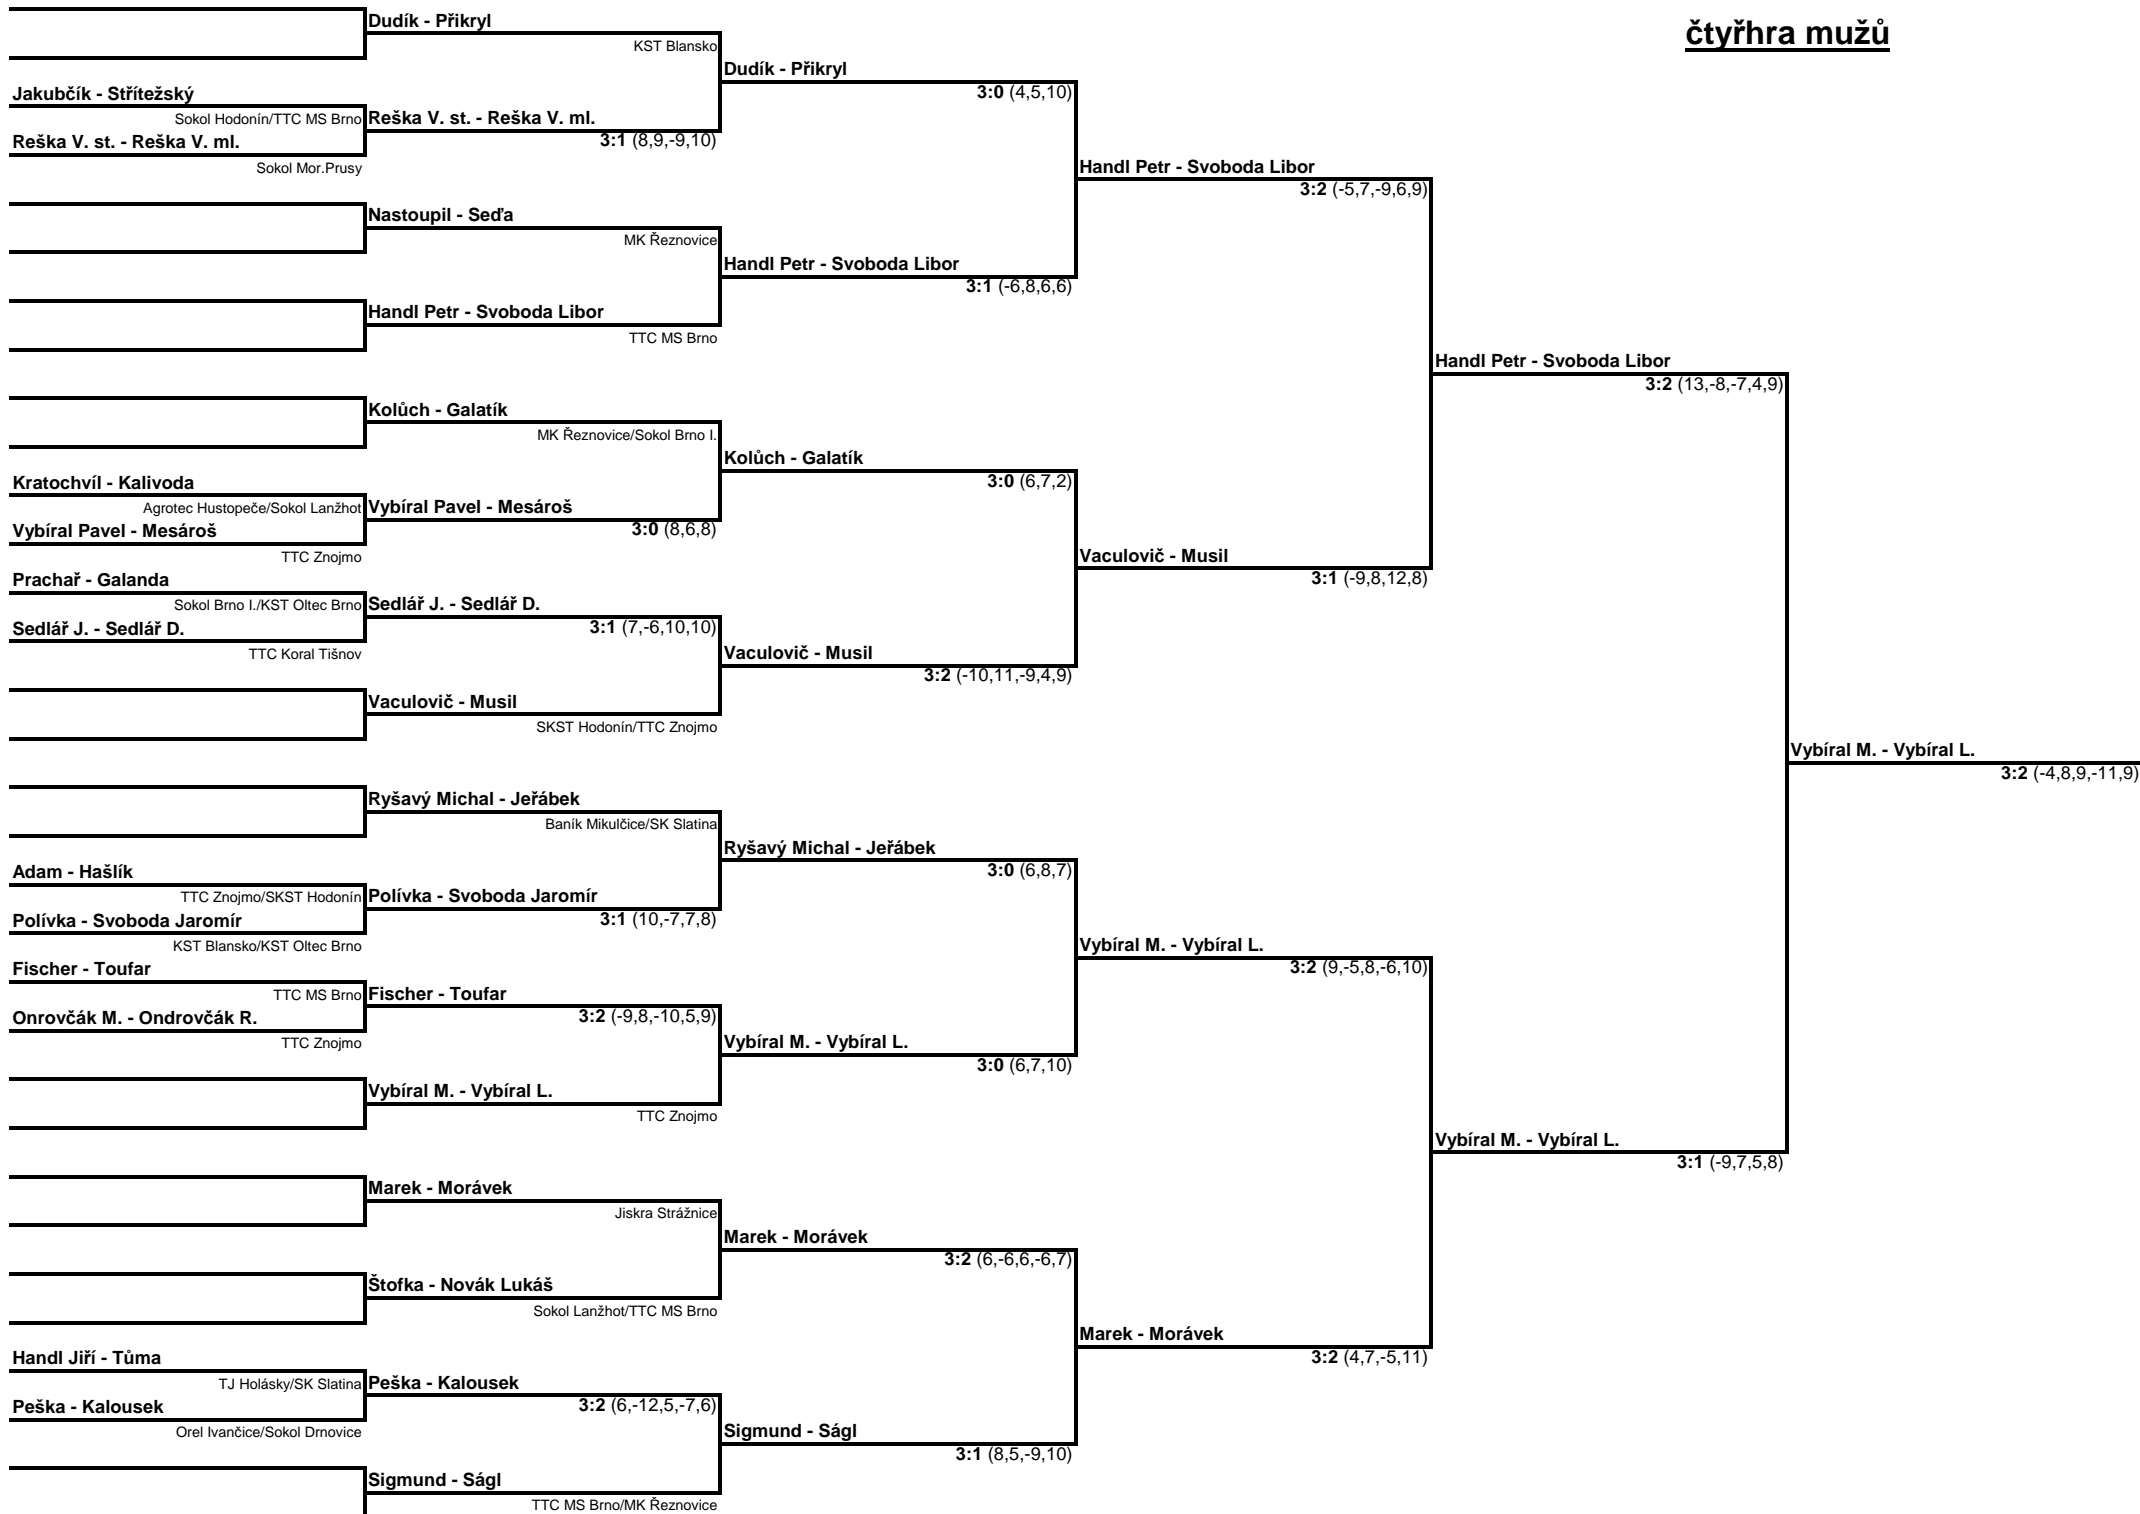 čtyřhra mužů
Dudík - Přikryl
KST Blansko
Dudík - Přikryl
3:0 (4,5,10)
Jakubčík - Střítežský
Sokol Hodonín/TTC MS Brno
Reška V. st. - Reška V. ml.
3:1 (8,9,-9,10)
Reška V. st. - Reška V. ml.
Sokol Mor.Prusy
Handl Petr - Svoboda Libor
3:2 (-5,7,-9,6,9)
Nastoupil - Seďa
MK Řeznovice
Handl Petr - Svoboda Libor
3:1 (-6,8,6,6)
Handl Petr - Svoboda Libor
TTC MS Brno
Handl Petr - Svoboda Libor
3:2 (13,-8,-7,4,9)
Kolůch - Galatík
MK Řeznovice/Sokol Brno I.
Kolůch - Galatík
3:0 (6,7,2)
Kratochvíl - Kalivoda
Agrotec Hustopeče/Sokol Lanžhot
Vybíral Pavel - Mesároš
3:0 (8,6,8)
Vybíral Pavel - Mesároš
TTC Znojmo
Vaculovič - Musil
3:1 (-9,8,12,8)
Prachař - Galanda
Sokol Brno I./KST Oltec Brno
Sedlář J. - Sedlář D.
3:1 (7,-6,10,10)
Sedlář J. - Sedlář D.
TTC Koral Tišnov
Vaculovič - Musil
3:2 (-10,11,-9,4,9)
Vaculovič - Musil
SKST Hodonín/TTC Znojmo
Vybíral M. - Vybíral L.
3:2 (-4,8,9,-11,9)
Ryšavý Michal - Jeřábek
Baník Mikulčice/SK Slatina
Ryšavý Michal - Jeřábek
3:0 (6,8,7)
Adam - Hašlík
TTC Znojmo/SKST Hodonín
Polívka - Svoboda Jaromír
3:1 (10,-7,7,8)
Polívka - Svoboda Jaromír
KST Blansko/KST Oltec Brno
Vybíral M. - Vybíral L.
3:2 (9,-5,8,-6,10)
Fischer - Toufar
TTC MS Brno
Fischer - Toufar
3:2 (-9,8,-10,5,9)
Onrovčák M. - Ondrovčák R.
TTC Znojmo
Vybíral M. - Vybíral L.
3:0 (6,7,10)
Vybíral M. - Vybíral L.
TTC Znojmo
Vybíral M. - Vybíral L.
3:1 (-9,7,5,8)
Marek - Morávek
Jiskra Strážnice
Marek - Morávek
3:2 (6,-6,6,-6,7)
Štofka - Novák Lukáš
Sokol Lanžhot/TTC MS Brno
Marek - Morávek
3:2 (4,7,-5,11)
Handl Jiří - Tůma
TJ Holásky/SK Slatina
Peška - Kalousek
3:2 (6,-12,5,-7,6)
Peška - Kalousek
Orel Ivančice/Sokol Drnovice
Sigmund - Ságl
3:1 (8,5,-9,10)
Sigmund - Ságl
TTC MS Brno/MK Řeznovice